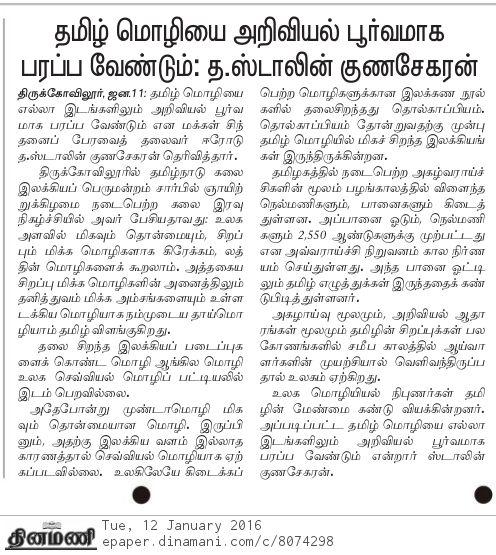 தமிழ் மொழியை அறிவியல் பூர்வமாக
பரப்ப வேண்டும்: த.ஸ்டாலின் குணசேகரன்
திருக்கோவிலூர், ஜன.11: தமிழ் மொழியை
எல்லா இடங்களிலும் அறிவியல் பூர்வ
மாக பரப்ப வேண்டும் என மக்கள் சிந்
தனைப் பேரவைத் தலைவர் ஈரோடு
த.ஸ்டாலின் குணசேகரன் தெரிவித்தார்.
திருக்கோவிலூரில் தமிழ்நாடு கலை
இலக்கியப் பெருமன்றம் சார்பில் ஞாயிற்
றுக்கிழமை நடைபெற்ற கலை இரவு
நிகழ்ச்சியில் அவர் பேசியதாவது: உலக
அளவில் மிகவும் தொன்மையும், சிறப்
பும் மிக்க மொழிகளாக கிரேக்கம், லத்
தின் மொழிகளைக் கூறலாம். அத்தகைய
சிறப்பு மிக்க மொழிகளின் அனைத்திலும்
தனித்துவம் மிக்க அம்சங்களையும் உள்ள
டக்கிய மொழியாக நம்முடைய தாய்மொ
ழியாம் தமிழ் விளங்குகிறது.
தலை சிறந்த இலக்கியப் படைப்புக
ளைக் கொண்ட மொழி ஆங்கில மொழி
உலக செவ்வியல் மொழிப் பட்டியலில்
இடம் பெறவில்லை.
அதேபோன்று முண்டாமொழி மிக
வும் தொன்மையான மொழி. இருப்பி
னும், அதற்கு இலக்கிய வளம் இல்லாத
காரணத்தால் செவ்வியல் மொழியாக ஏற்
கப்படவில்லை. உலகிலேயே கிடைக்கப்
பெற்ற மொழிகளுக்கான இலக்கண நூல்
களில் தலைசிறந்தது தொல்காப்பியம்.
தொல்காப்பியம் தோன்றுவதற்கு முன்பு
தமிழ் மொழியில் மிகச் சிறந்த இலக்கியங்
கள் இருந்திருக்கின்றன.
தமிழகத்தில் நடைபெற்ற அகழ்வாராய்ச்
சிகளின் மூலம் பழங்காலத்தில் விளைந்த
நெல்மணிகளும், பானைகளும் கிடைத்
துள்ளன. அப்பானை ஓடும், நெல்மணி
களும் 2,550 ஆண்டுகளுக்கு முற்பட்டது
என அவ்வாராய்ச்சி நிறுவனம் கால நிர்ண
யம் செய்துள்ளது. அந்த பானை ஓட்டி
லும் தமிழ் எழுத்துக்கள் இருந்ததைக் கண்
டுபிடித்துள்ளனர்.
அகழாய்வு மூலமும், அறிவியல் ஆதா
ரங்கள் மூலமும் தமிழின் சிறப்புக்கள் பல
கோணங்களில் சமீப காலத்தில் ஆய்வா
ளர்களின் முயற்சியால் வெளிவந்திருப்ப
தால் உலகம் ஏற்கிறது.
உலக மொழியியல் நிபுணர்கள் தமி
ழின் மேன்மை கண்டு வியக்கின்றனர்.
அப்படிப்பட்ட தமிழ் மொழியை எல்லா
இடங்களிலும் அறிவியல் பூர்வமாக
பரப்ப வேண்டும் என்றார் ஸ்டாலின்
குணசேகரன்.
தினமணி
Tue, 12 January 2016
epaper.dinamani.com/c/8074298